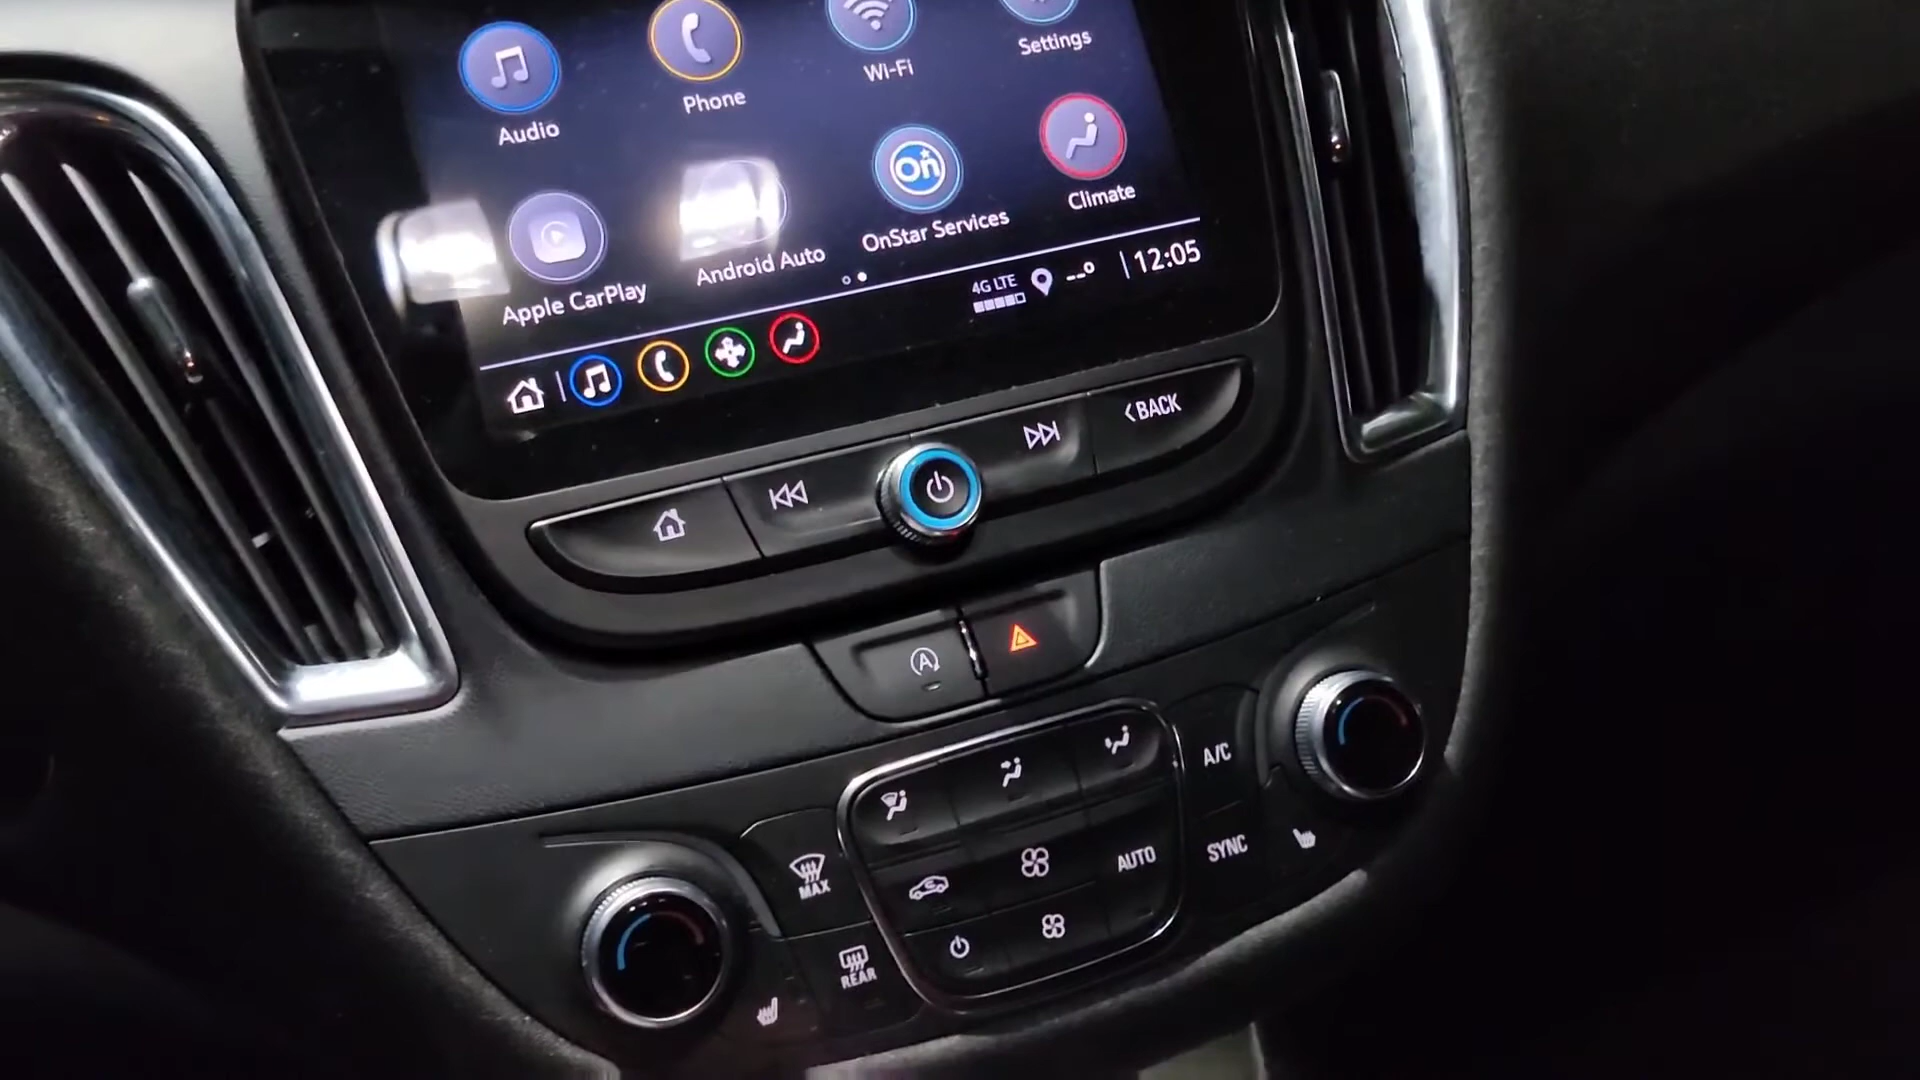 Audio
Phone
Wi-Fi
Settings
Apple CarPlay
Android Auto
On
OnStar Services
Climate
4G LTE
--°
12:05
<BACK
A
A/C
MAX
AUTO
SYNC
REAR